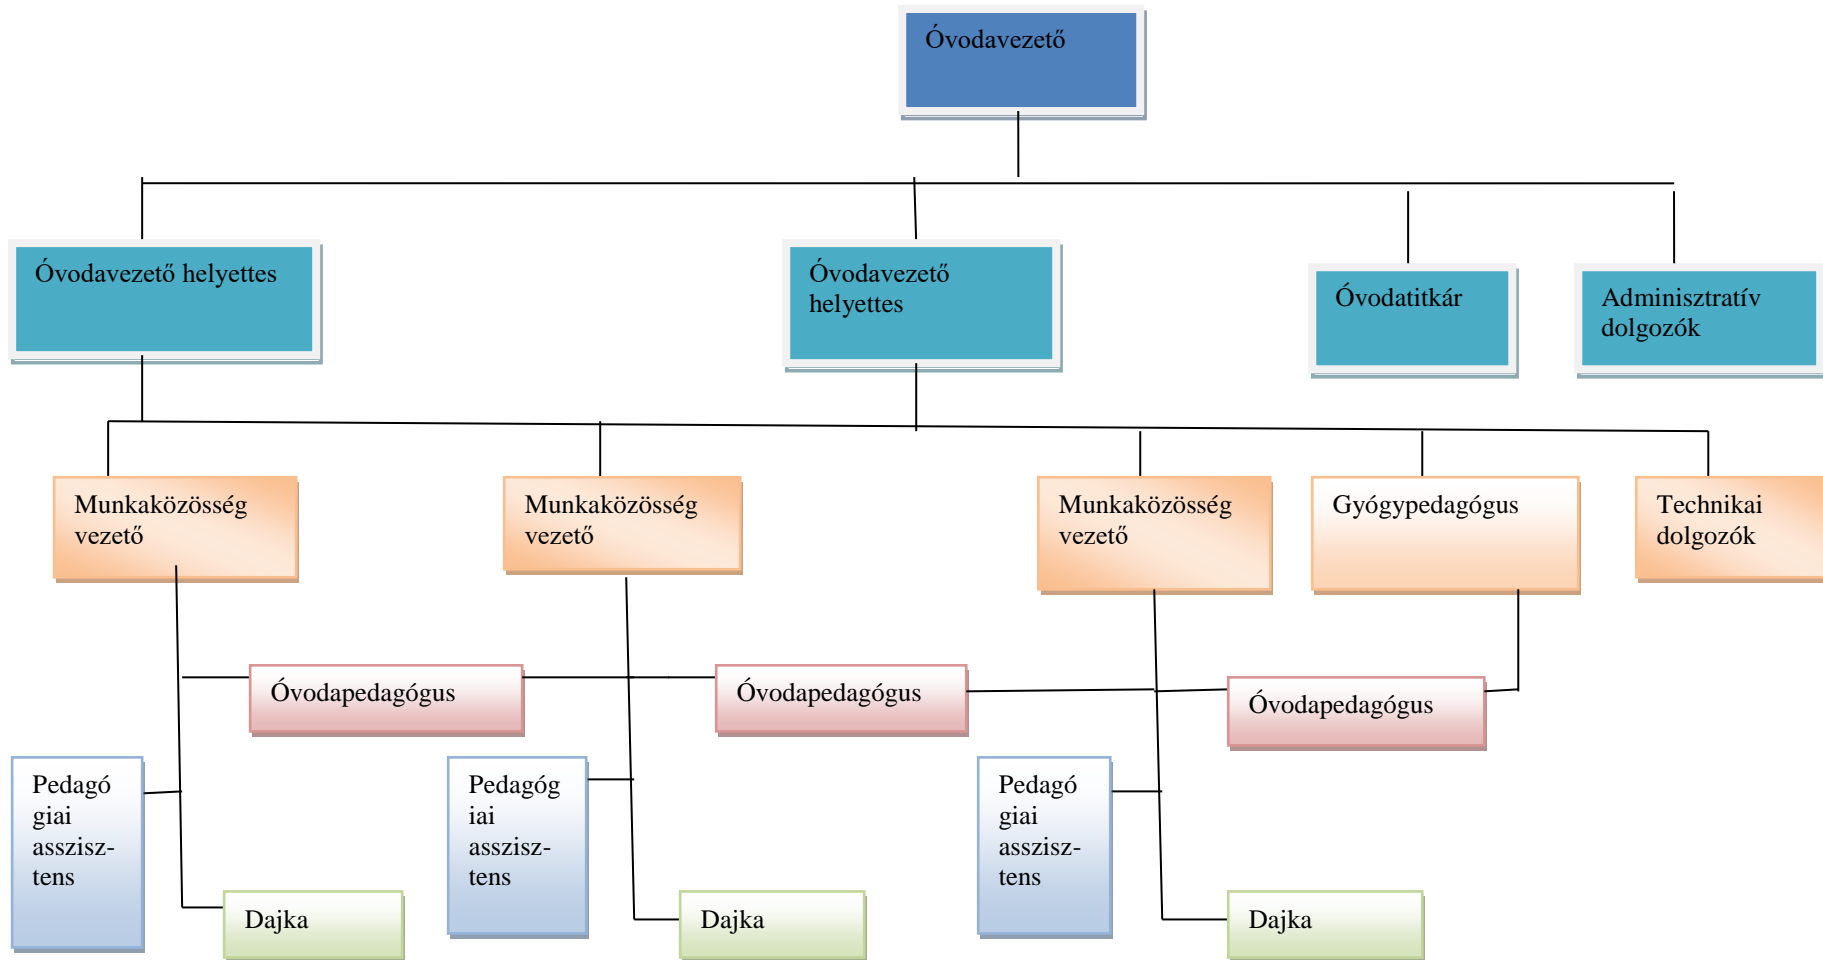 Óvodavezető
Óvodavezető helyettes
Óvodavezető
helyettes
Óvodatitkár
Adminisztratív
dolgozók
Munkaközösség
vezető
Munkaközösség
vezető
Munkaközösség
vezető
Gyógypedagógus
Technikai
dolgozók
Óvodapedagógus
Óvodapedagógus
Óvodapedagógus
Pedagó
giai
asszisz-
tens
Pedagóg
iai
asszisz-
tens
Pedagó
giai
asszisz-
tens
Dajka
Dajka
Dajka